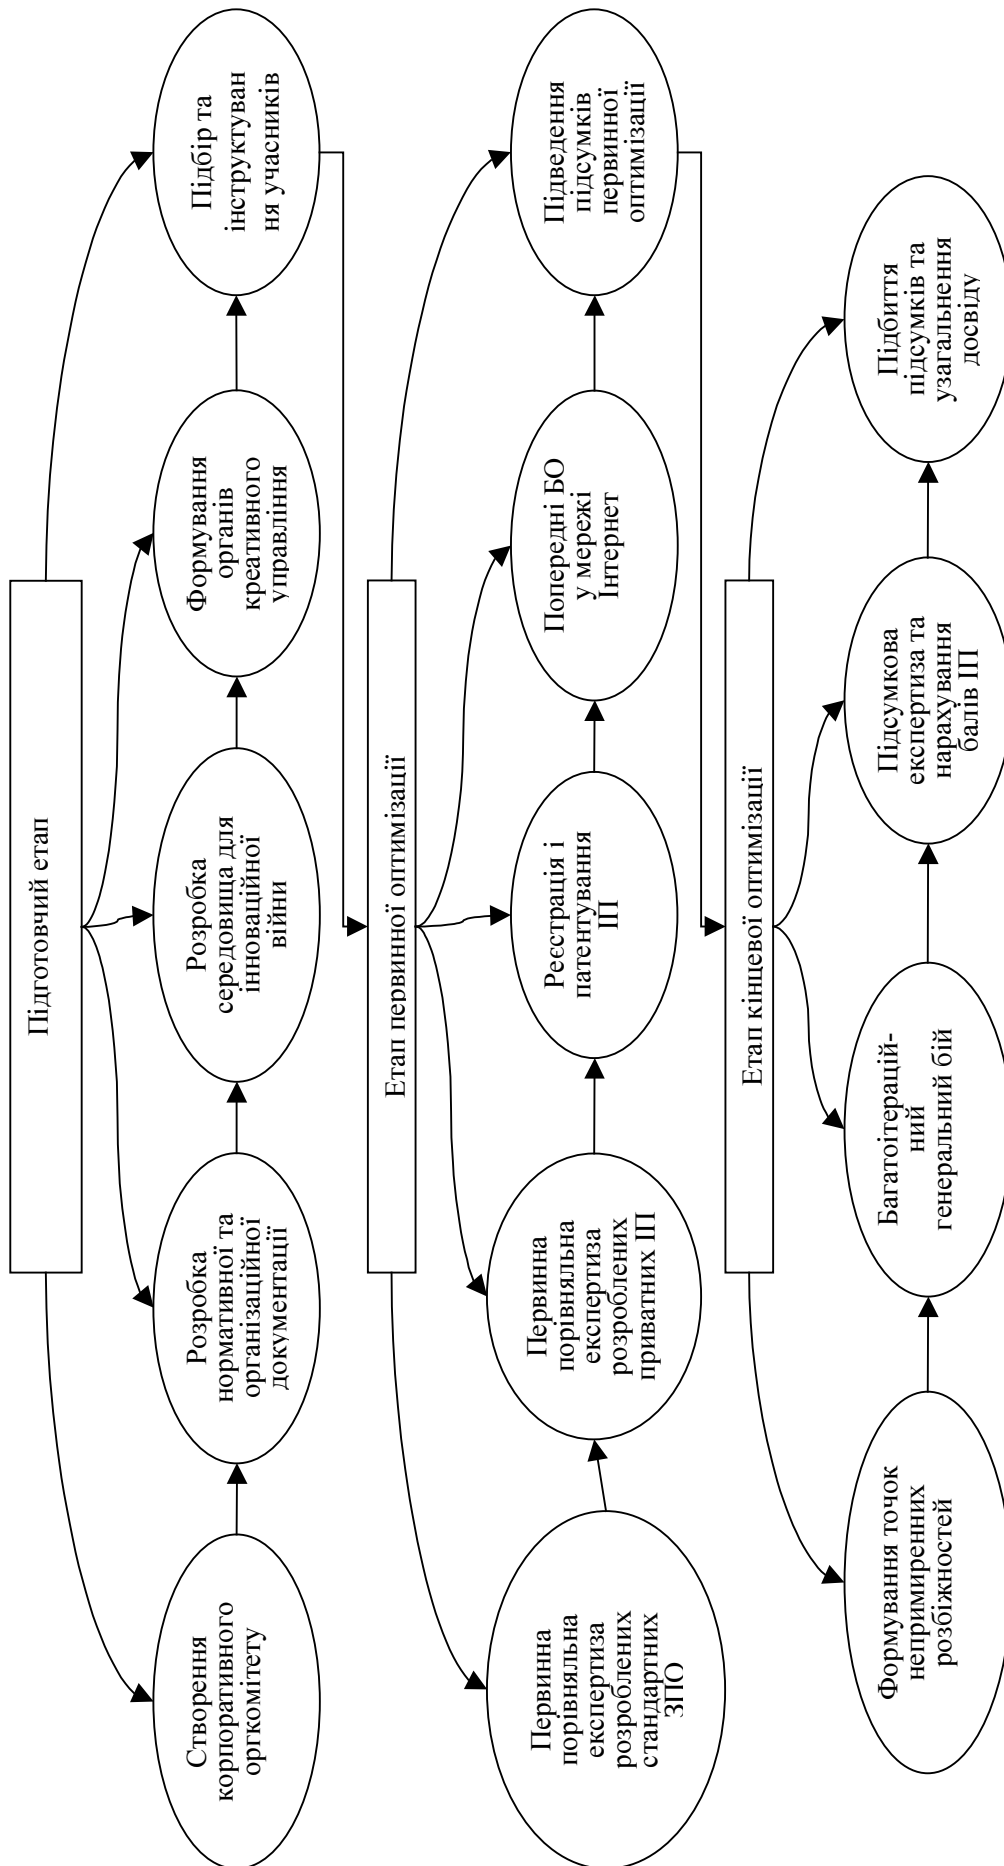 Підготовчий етап
Створення
корпоративного
оргкомітету
Розробка
нормативної та
організаційної
документації
Розробка
середовища для
інноваційної
війни
Формування
органів
креативного
управління
Підбір та
інструктуван
ня учасників
Етап первинної оптимізації
Первинна
порівняльна
експертиза
розроблених
стандартних
ЗПО
Первинна
порівняльна
експертиза
розроблених
приватних ІП
Реєстрація і
патентування
ІП
Попередні БО
у мережі
Інтернет
Підведення
підсумків
первинної
оптимізації
Етап кінцевої оптимізації
Формування точок
непримиренних
розбіжностей
Багатоітерацій-
ний
генеральний бій
Підсумкова
експертиза та
нарахування
балів ІП
Підбиття
підсумків та
узагальнення
досвіду